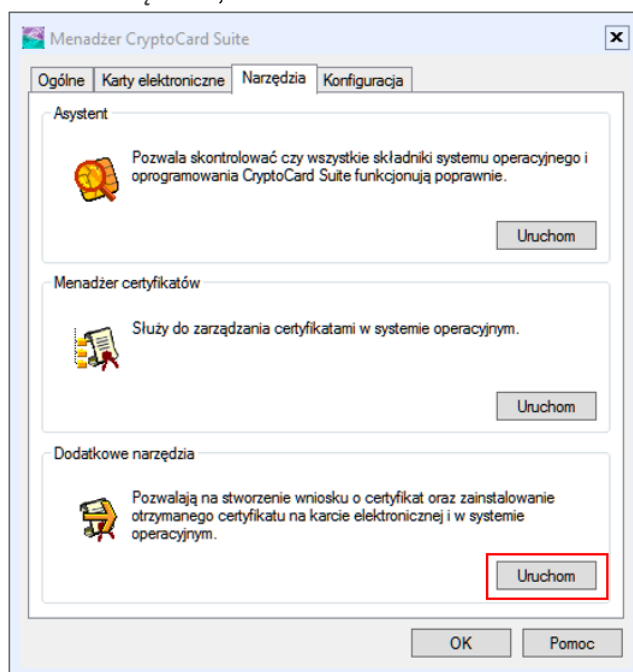 Menadżer CryptoCard Suite
Ogólne Karty elektroniczne Narzędzia Konfiguracja
Asystent
Pozwala skontrolować czy wszystkie składniki systemu operacyjnego i
oprogramowania CryptoCard Suite funkcjonują poprawnie.
Uruchom
Menadżer certyfikatów
Służy do zarządzania certyfikatami w systemie operacyjnym.
Uruchom
Dodatkowe narzędzia
Pozwalają na stworzenie wniosku o certyfikat oraz zainstalowanie
otrzymanego certyfikatu na karcie elektronicznej i w systemie
operacyjnym.
Uruchom
OK Pomoc